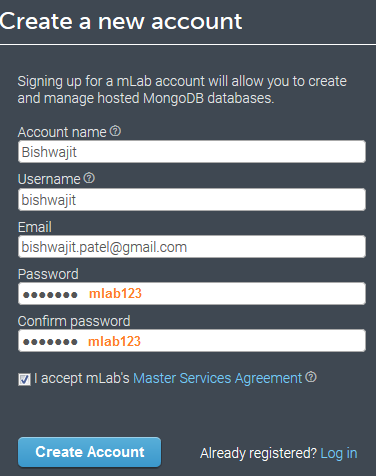 Create a new account
Signing up for a mLab account will allow you to create
and manage hosted MongoDB databases.
Account name ?
Bishwajit
Username ?
bishwajit
Email
bishwajit.patel@gmail.com
Password
●●●●●●● mlab123
Confirm password
●●●●●●● mlab123
I accept mLab's Master Services Agreement ?
Create Account
Already registered? Log in